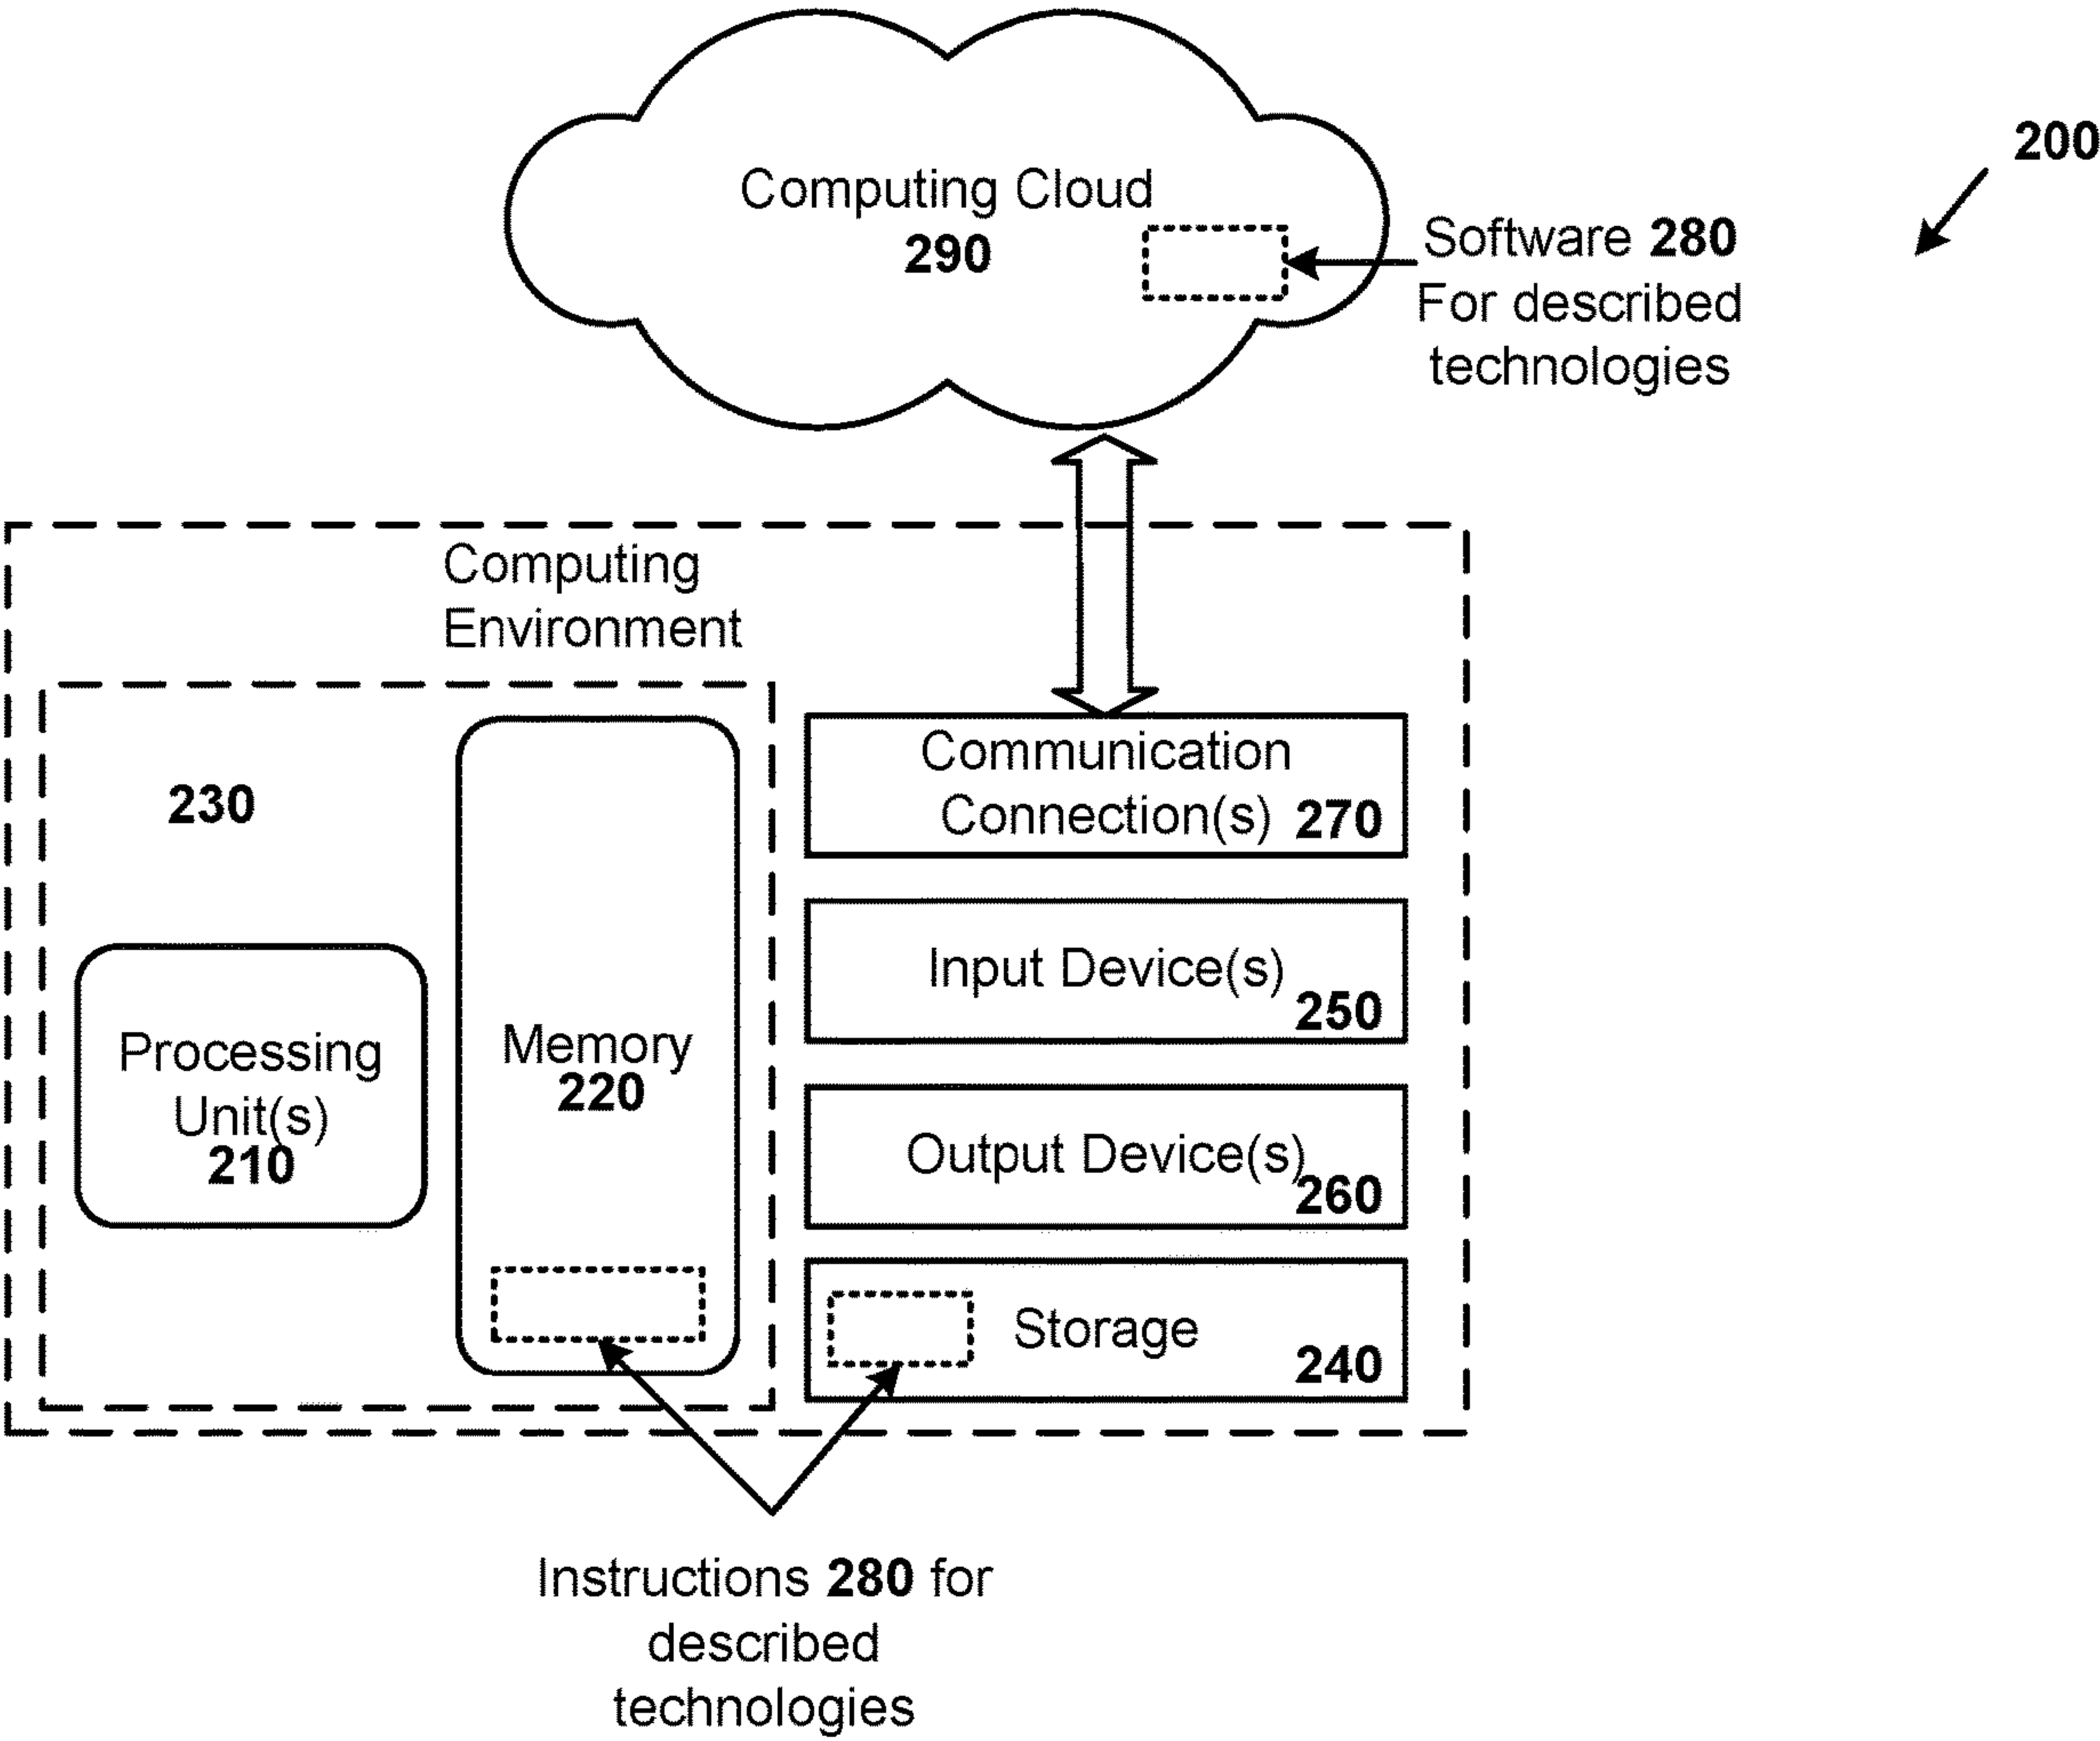 Computing Cloud
290
200
Software 280
For described
technologies
Computing
Environment
230
Processing
Unit(s)
210
Memory
220
Communication
Connection(s) 270
Input Device(s)
250
Output Device(s)
260
Storage
240
Instructions 280 for
described
technologies